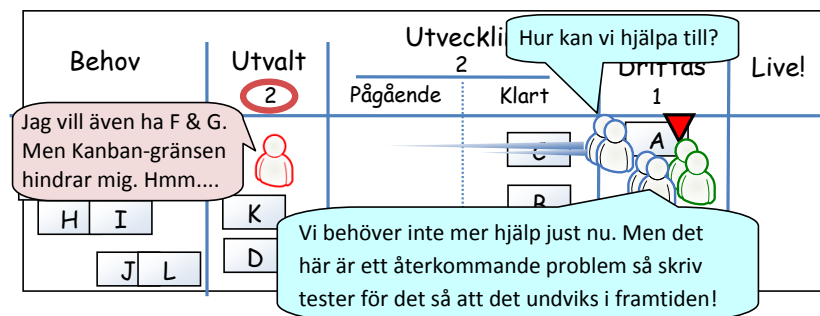 Behov
Utvalt
2
Utveckli
2
Pågående
Klart
Hur kan vi hjälpa till?
Driftas
1
Live!
Jag vill även ha F & G.
Men Kanban-gränsen
hindrar mig. Hmm....
C
A
B
H I
K
J L
D
Vi behöver inte mer hjälp just nu. Men det
här är ett återkommande problem så skriv
tester för det så att det undviks i framtiden!